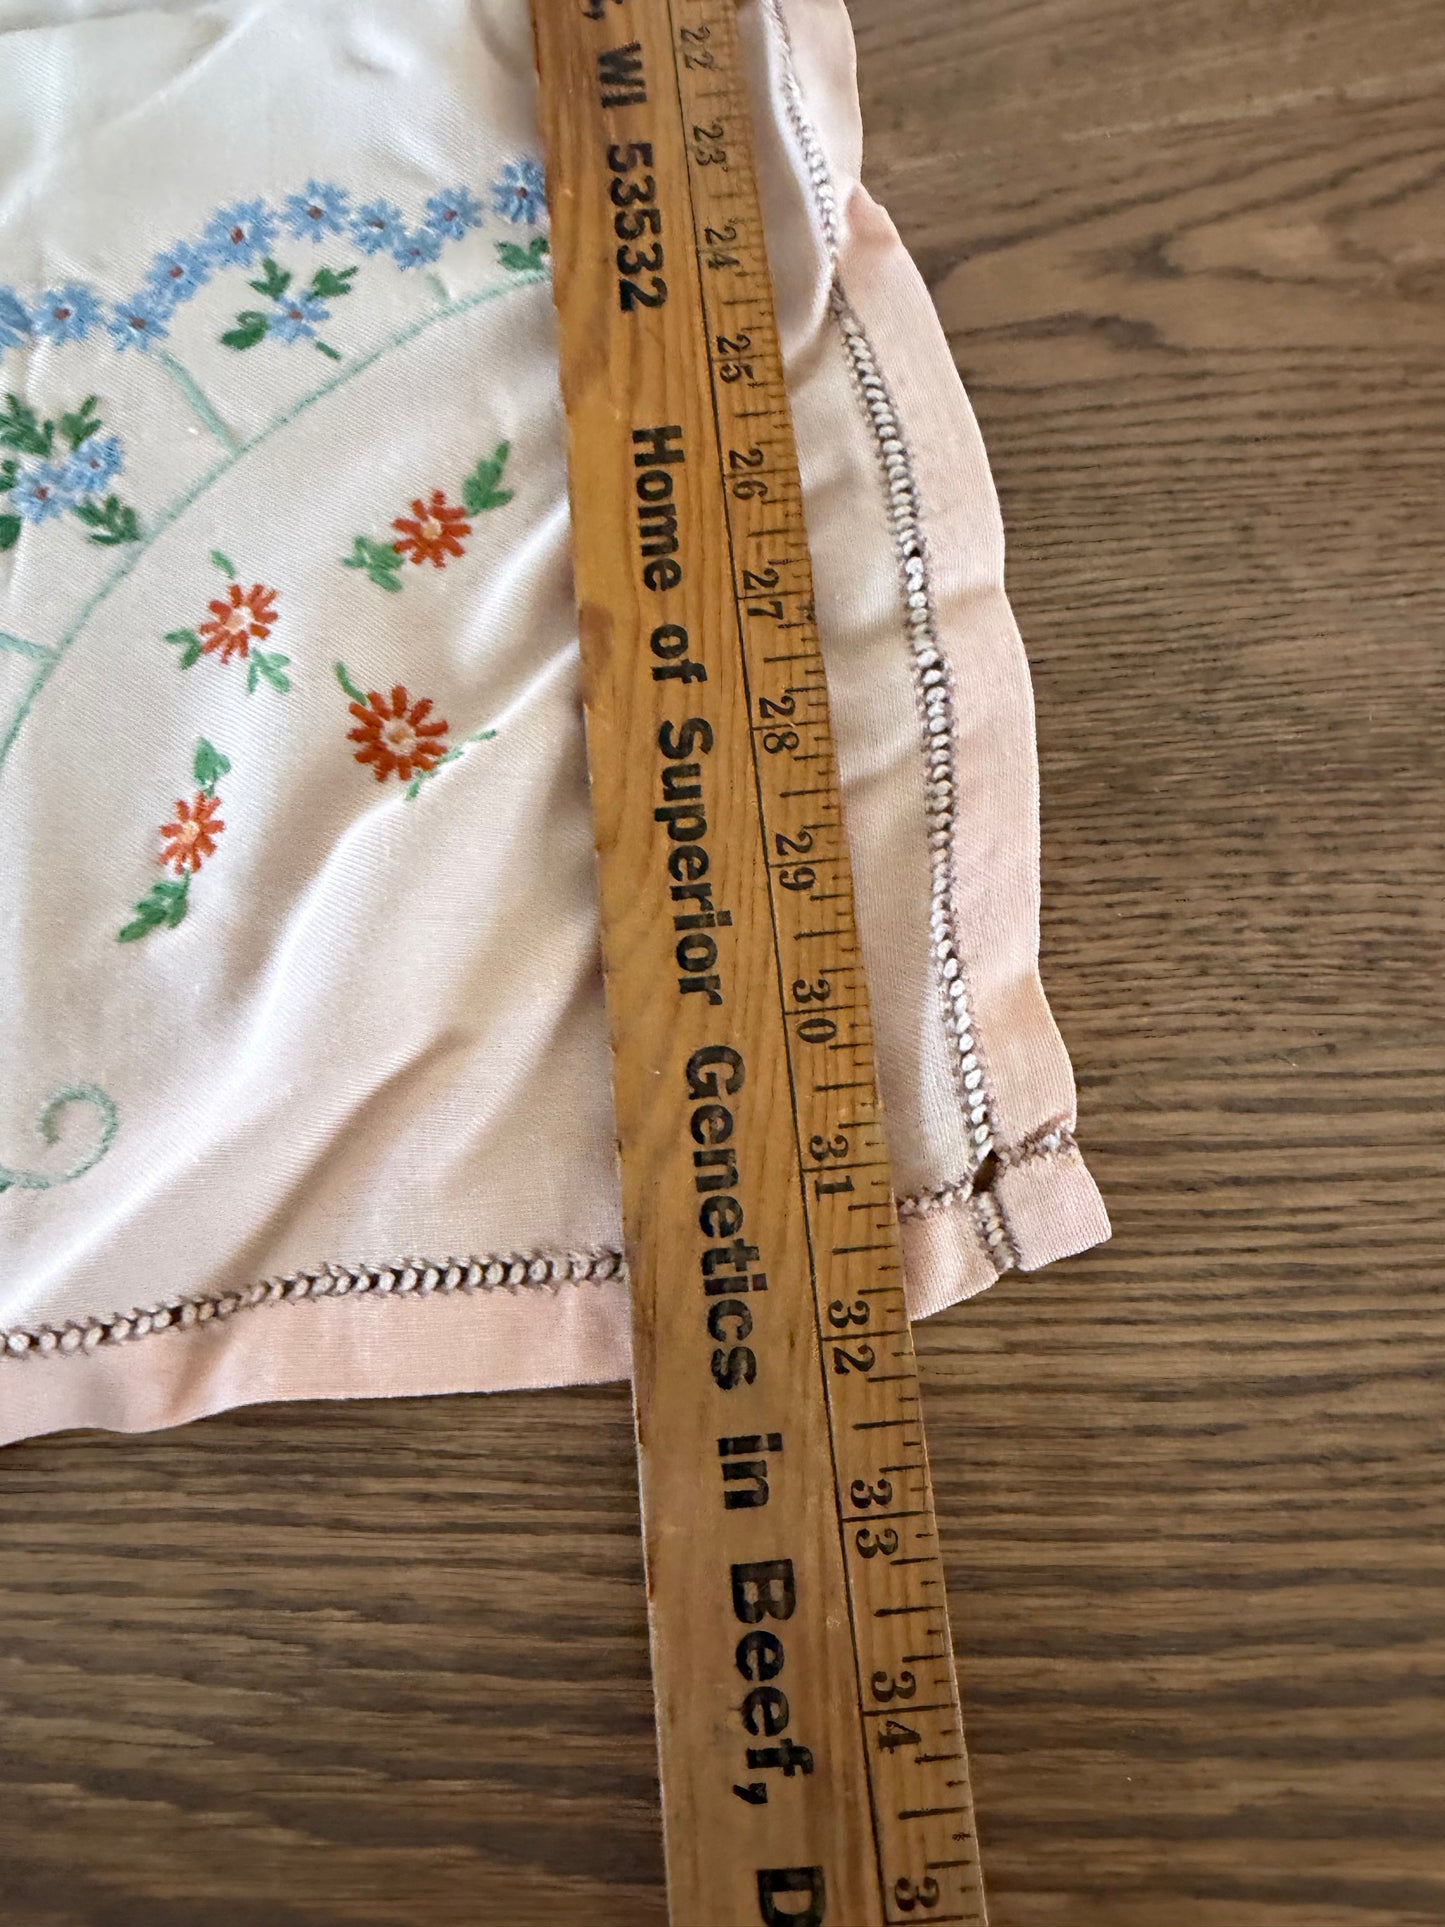 , WI 53532 Home of Superior Genetics in Beef, D
22 23 24 25 26 27 28 29 30 31 32 33 34 3